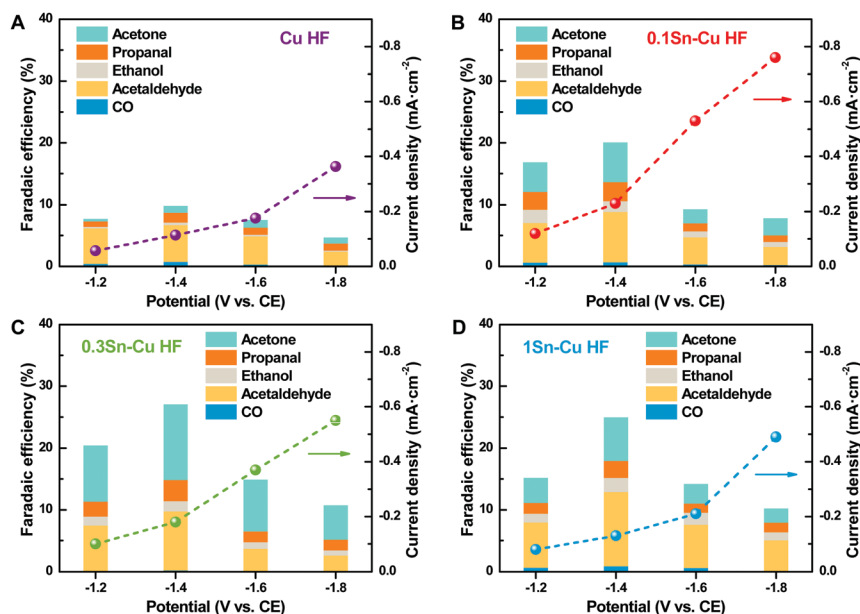 A
Cu HF
Acetone
Propanal
Ethanol
Acetaldehyde
CO
40
30
20
10
0
Faradaic efficiency (%)
-0.8
-0.6
-0.4
-0.2
0.0
Current density (mA·cm-2)
-1.2 -1.4 -1.6 -1.8
Potential (V vs. CE)
B
0.1Sn-Cu HF
Acetone
Propanal
Ethanol
Acetaldehyde
CO
40
30
20
10
0
Faradaic efficiency (%)
-0.8
-0.6
-0.4
-0.2
0.0
Current density (mA·cm-2)
-1.2 -1.4 -1.6 -1.8
Potential (V vs. CE)
C
0.3Sn-Cu HF
Acetone
Propanal
Ethanol
Acetaldehyde
CO
40
30
20
10
0
Faradaic efficiency (%)
-0.8
-0.6
-0.4
-0.2
0.0
Current density (mA·cm-2)
-1.2 -1.4 -1.6 -1.8
Potential (V vs. CE)
D
1Sn-Cu HF
Acetone
Propanal
Ethanol
Acetaldehyde
CO
40
30
20
10
0
Faradaic efficiency (%)
-0.8
-0.6
-0.4
-0.2
0.0
Current density (mA·cm-2)
-1.2 -1.4 -1.6 -1.8
Potential (V vs. CE)